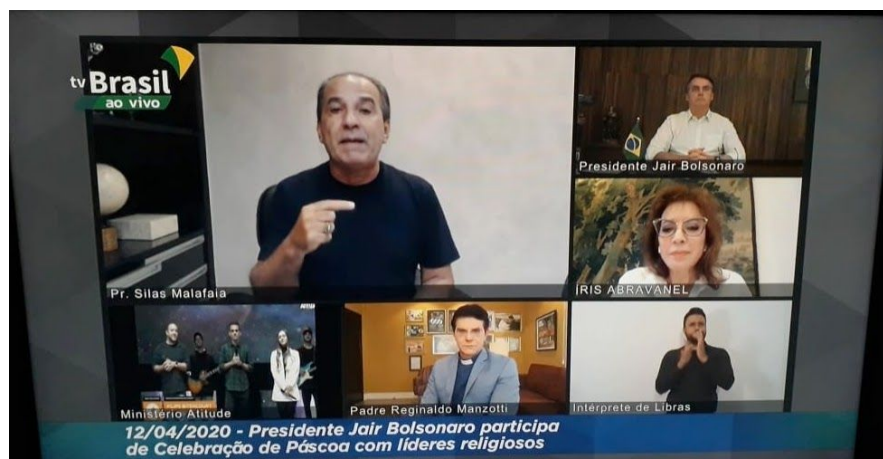 tv Brasil
ao vivo
Pr. Silas Malafaia
Presidente Jair Bolsonaro
ÍRIS ABRAVANEL
Ministério Atitude
Padre Reginaldo Manzotti
Intérprete de Libras
12/04/2020 - Presidente Jair Bolsonaro participa
de Celebração de Páscoa com líderes religiosos